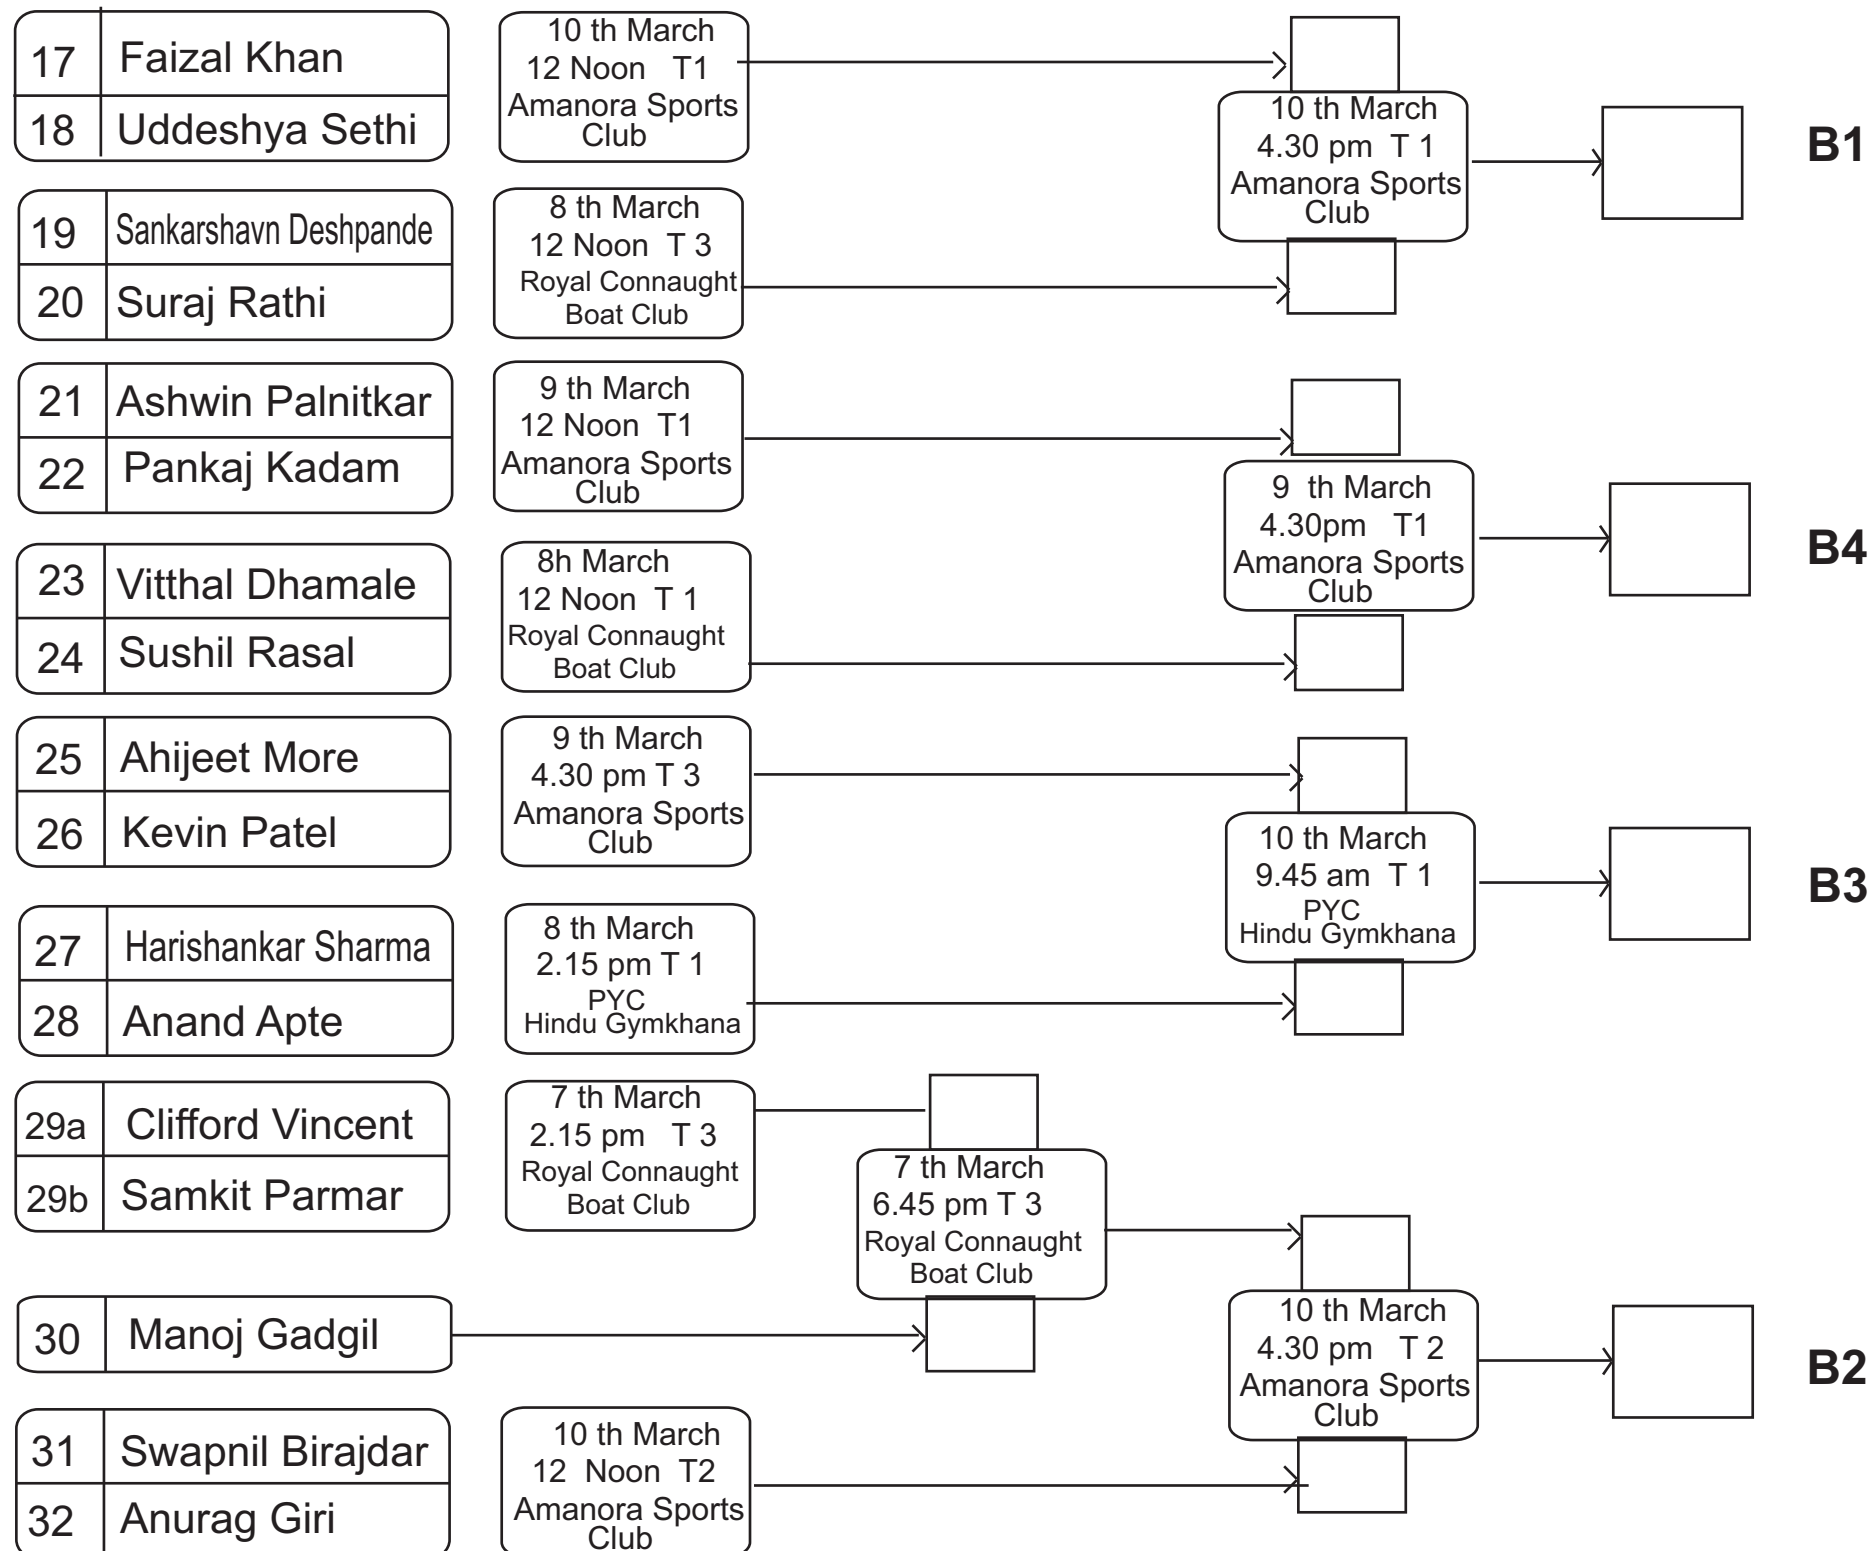 17 Faizal Khan
18 Uddeshya Sethi
10 th March
12 Noon T1
Amanora Sports
Club
10 th March
4.30 pm T 1
Amanora Sports
Club
B1
19 Sankarshavn Deshpande
20 Suraj Rathi
8 th March
12 Noon T 3
Royal Connaught
Boat Club
21 Ashwin Palnitkar
22 Pankaj Kadam
9 th March
12 Noon T1
Amanora Sports
Club
9 th March
4.30pm T1
Amanora Sports
Club
B4
23 Vitthal Dhamale
24 Sushil Rasal
8h March
12 Noon T 1
Royal Connaught
Boat Club
25 Ahijeet More
26 Kevin Patel
9 th March
4.30 pm T 3
Amanora Sports
Club
10 th March
9.45 am T 1
PYC
Hindu Gymkhana
B3
27 Harishankar Sharma
28 Anand Apte
8 th March
2.15 pm T 1
PYC
Hindu Gymkhana
29a Clifford Vincent
29b Samkit Parmar
7 th March
2.15 pm T 3
Royal Connaught
Boat Club
7 th March
6.45 pm T 3
Royal Connaught
Boat Club
30 Manoj Gadgil
10 th March
4.30 pm T 2
Amanora Sports
Club
B2
31 Swapnil Birajdar
32 Anurag Giri
10 th March
12 Noon T2
Amanora Sports
Club